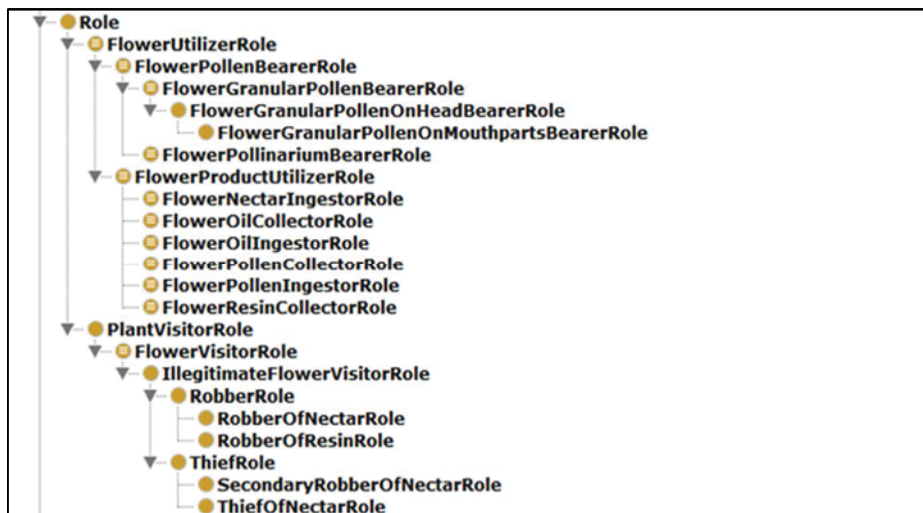 Role
FlowerUtilizerRole
FlowerPollenBearerRole
FlowerGranularPollenBearerRole
FlowerGranularPollenOnHeadBearerRole
FlowerGranularPollenOnMouthpartsBearerRole
FlowerPollinariumBearerRole
FlowerProductUtilizerRole
FlowerNectarIngestorRole
FlowerOilCollectorRole
FlowerOilIngestorRole
FlowerPollenCollectorRole
FlowerPollenIngestorRole
FlowerResinCollectorRole
PlantVisitorRole
FlowerVisitorRole
IllegitimateFlowerVisitorRole
RobberRole
RobberOfNectarRole
RobberOfResinRole
ThiefRole
SecondaryRobberOfNectarRole
ThiefOfNectarRole